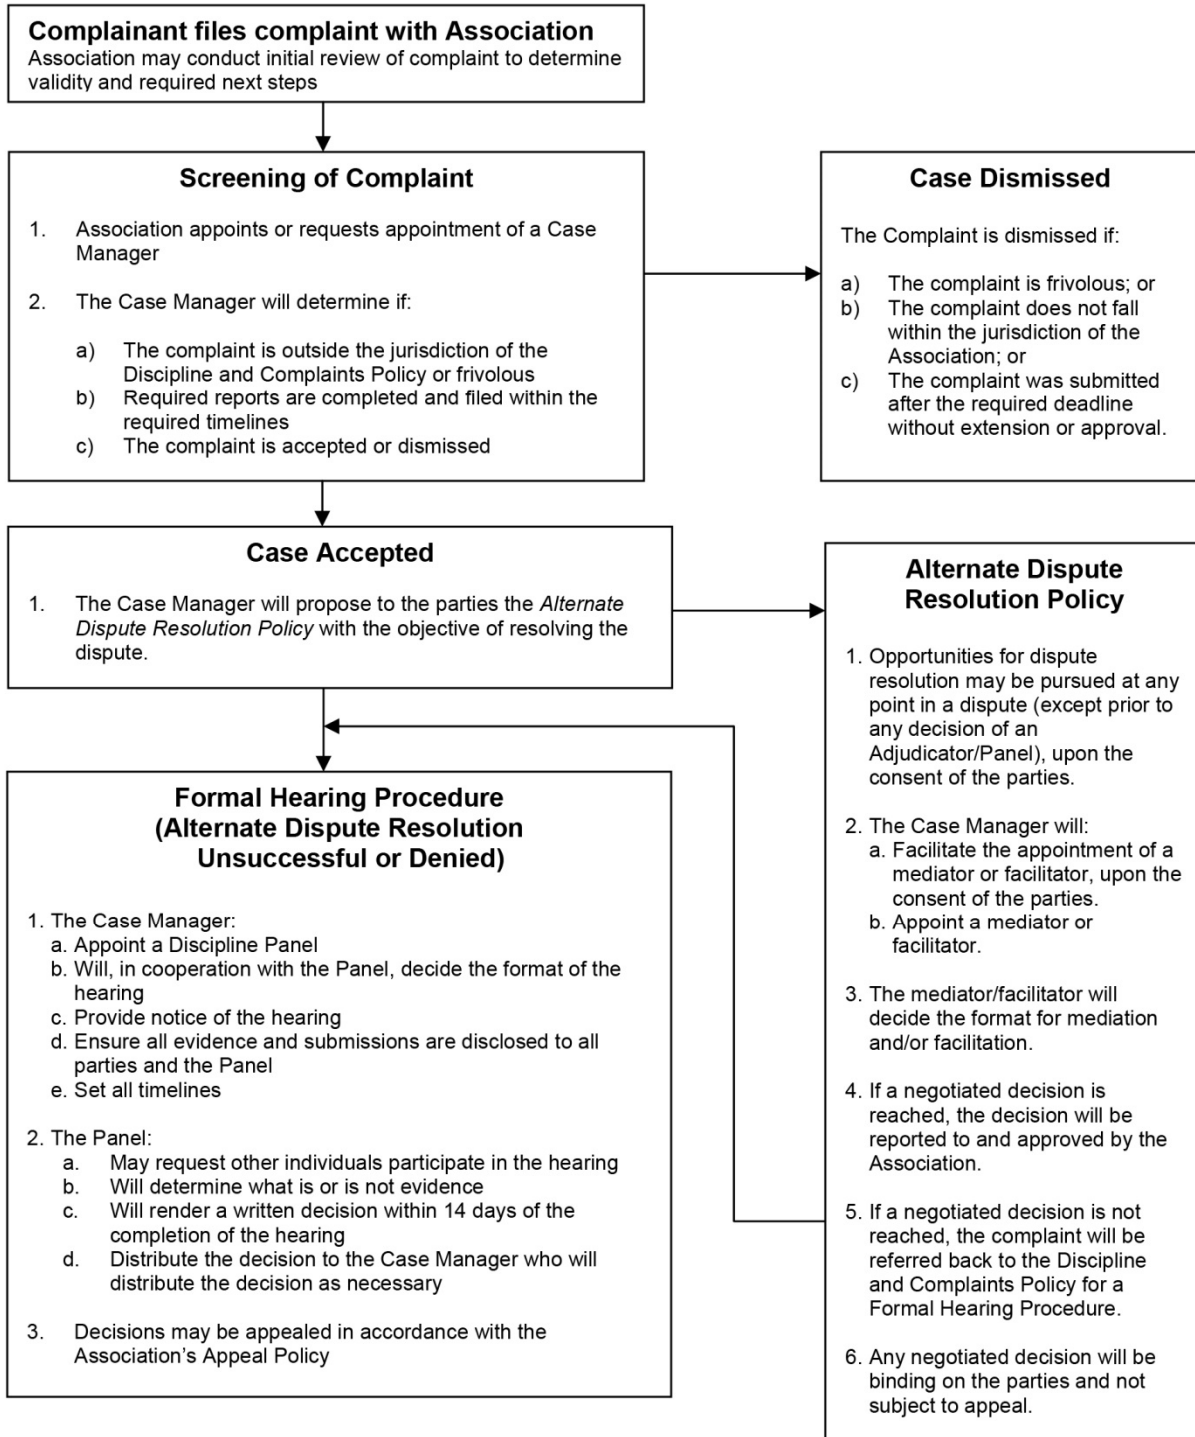 Complainant files complaint with Association
Association may conduct initial review of complaint to determine
validity and required next steps
Screening of Complaint
1. Association appoints or requests appointment of a Case
Manager
2. The Case Manager will determine if:
a) The complaint is outside the jurisdiction of the
Discipline and Complaints Policy or frivolous
b) Required reports are completed and filed within the
required timelines
c) The complaint is accepted or dismissed
Case Dismissed
The Complaint is dismissed if:
a) The complaint is frivolous; or
b) The complaint does not fall
within the jurisdiction of the
Association; or
c) The complaint was submitted
after the required deadline
without extension or approval.
Case Accepted
1. The Case Manager will propose to the parties the Alternate
Dispute Resolution Policy with the objective of resolving the
dispute.
Alternate Dispute
Resolution Policy
1. Opportunities for dispute
resolution may be pursued at any
point in a dispute (except prior to
any decision of an
Adjudicator/Panel), upon the
consent of the parties.
2. The Case Manager will:
a. Facilitate the appointment of a
mediator or facilitator, upon the
consent of the parties.
b. Appoint a mediator or
facilitator.
3. The mediator/facilitator will
decide the format for mediation
and/or facilitation.
4. If a negotiated decision is
reached, the decision will be
reported to and approved by the
Association.
5. If a negotiated decision is not
reached, the complaint will be
referred back to the Discipline
and Complaints Policy for a
Formal Hearing Procedure.
6. Any negotiated decision will be
binding on the parties and not
subject to appeal.
Formal Hearing Procedure
(Alternate Dispute Resolution
Unsuccessful or Denied)
1. The Case Manager:
a. Appoint a Discipline Panel
b. Will, in cooperation with the Panel, decide the format of the
hearing
c. Provide notice of the hearing
d. Ensure all evidence and submissions are disclosed to all
parties and the Panel
e. Set all timelines
2. The Panel:
a. May request other individuals participate in the hearing
b. Will determine what is or is not evidence
c. Will render a written decision within 14 days of the
completion of the hearing
d. Distribute the decision to the Case Manager who will
distribute the decision as necessary
3. Decisions may be appealed in accordance with the
Association's Appeal Policy